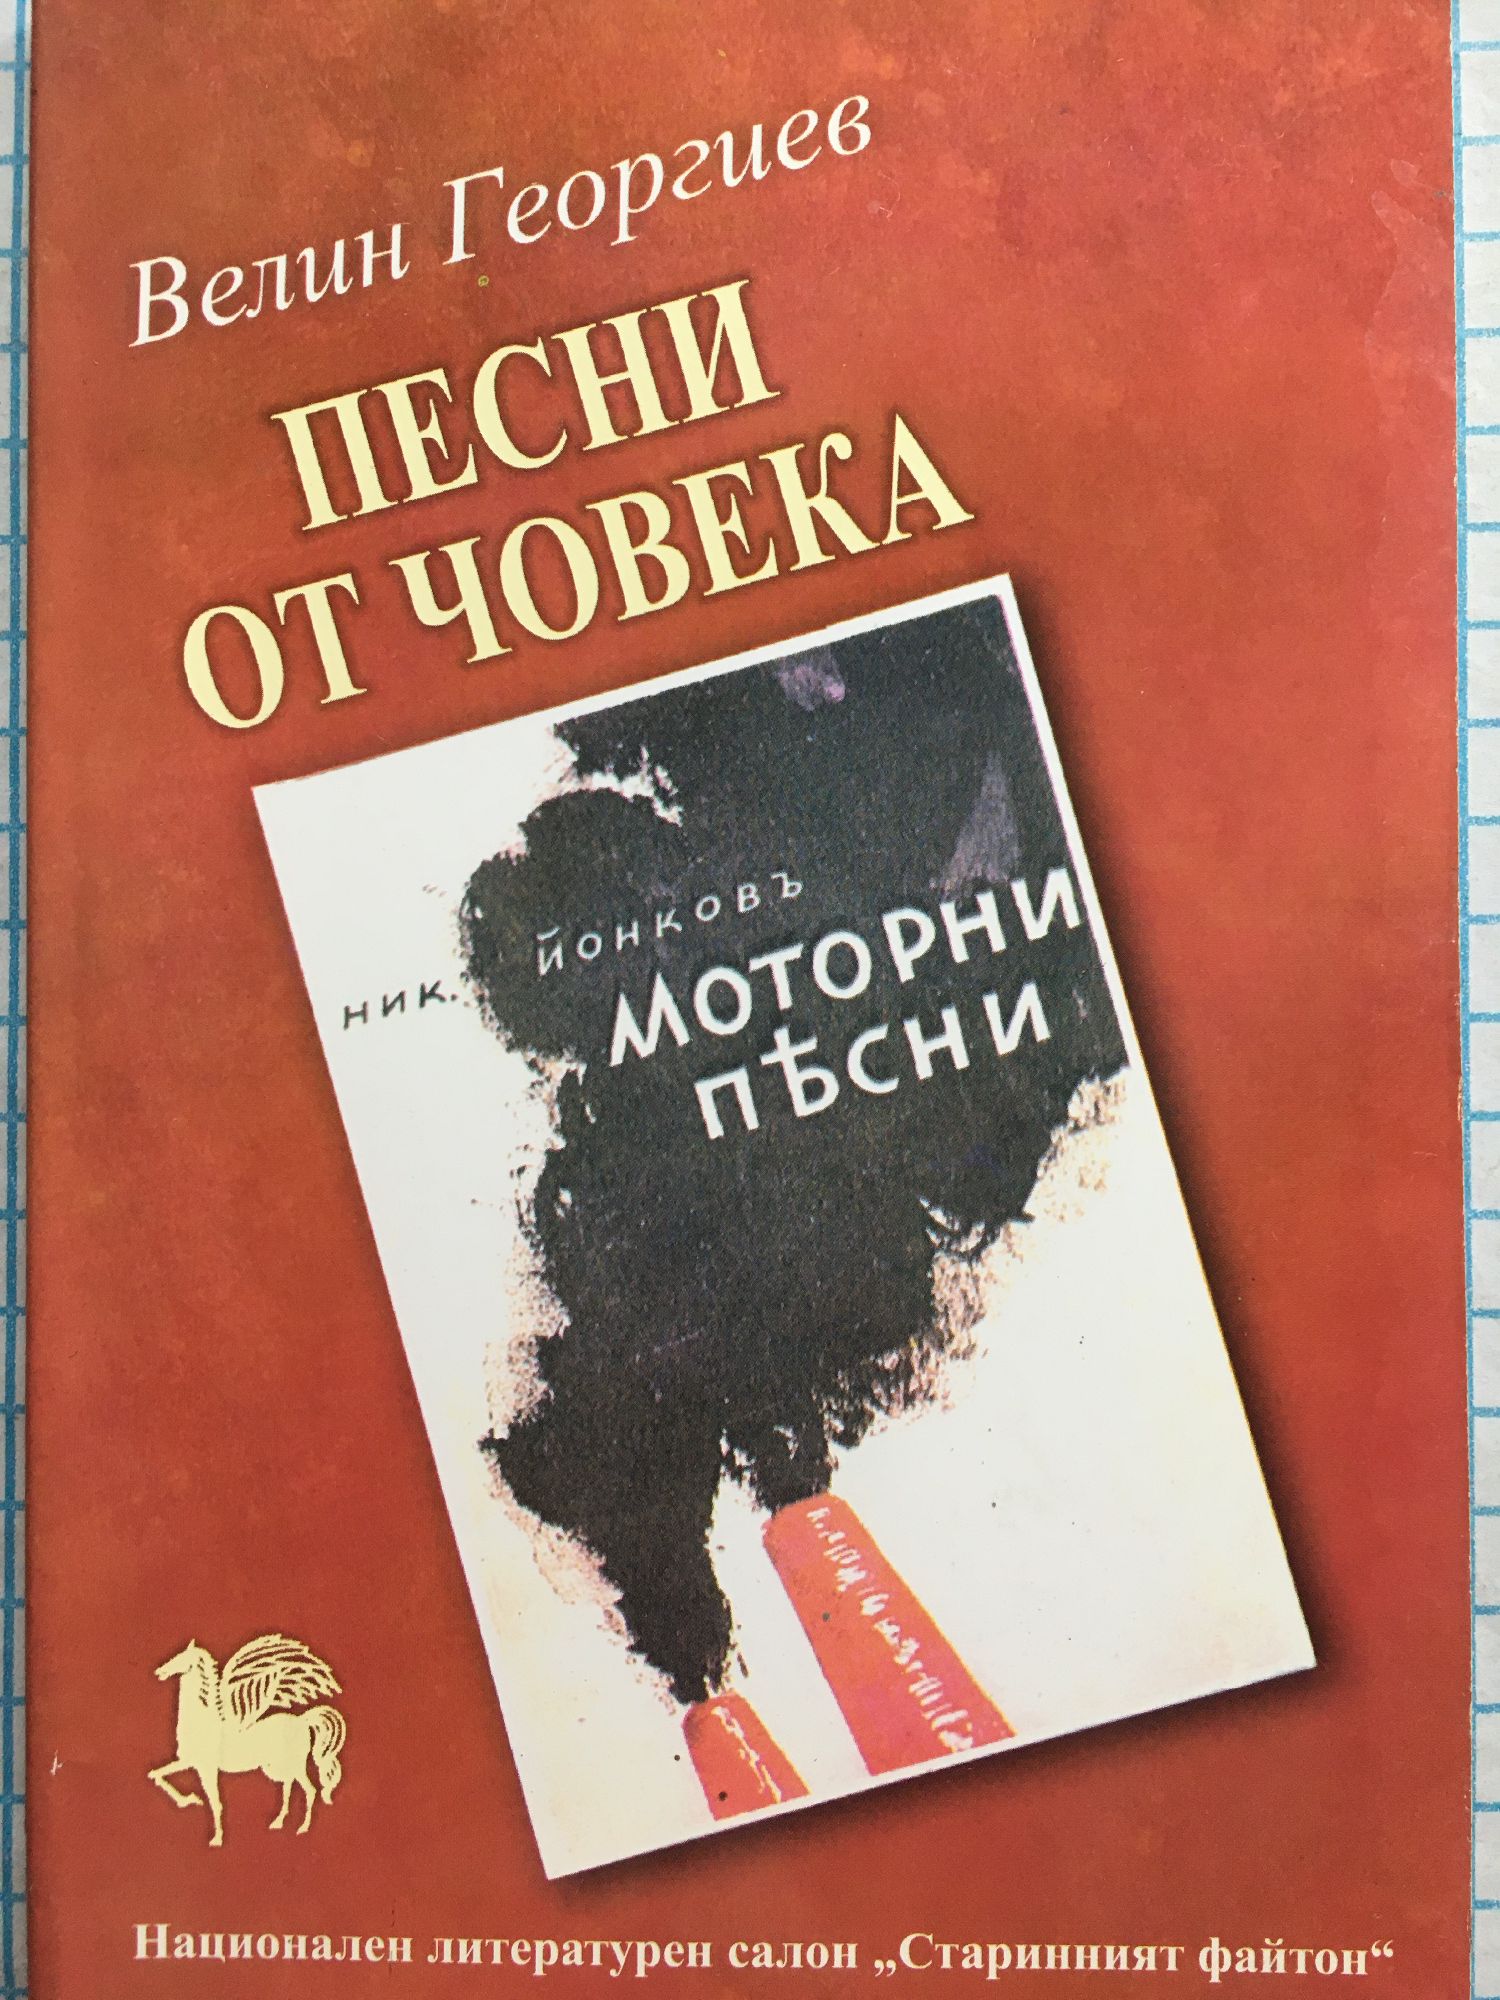 Велин Георгиев
ПЕСНИ
ОТ ЧОВЕКА
НИК. ЙОНКОВЪ
МОТОРНИ
ПѢСНИ
Национален литературен салон „Старинният файтон“